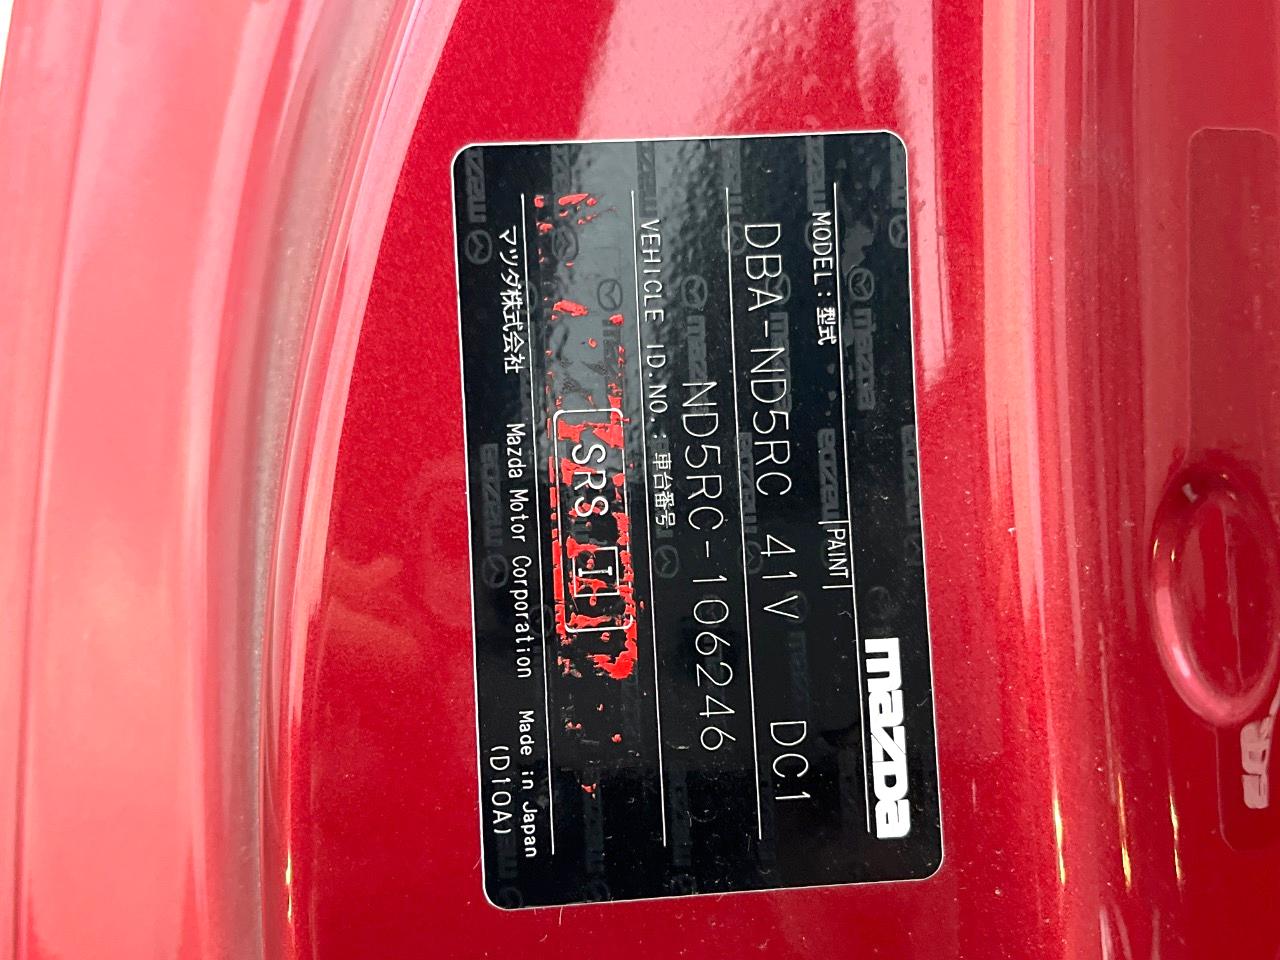 mazda
MODEL:型式 PAINT
DBA-ND5RC 41V DC1
VEHICLE ID.NO.:車台番号
ND5RC-106246
SRS I
マツダ株式会社 Mazda Motor Corporation Made in Japan
(D10A)